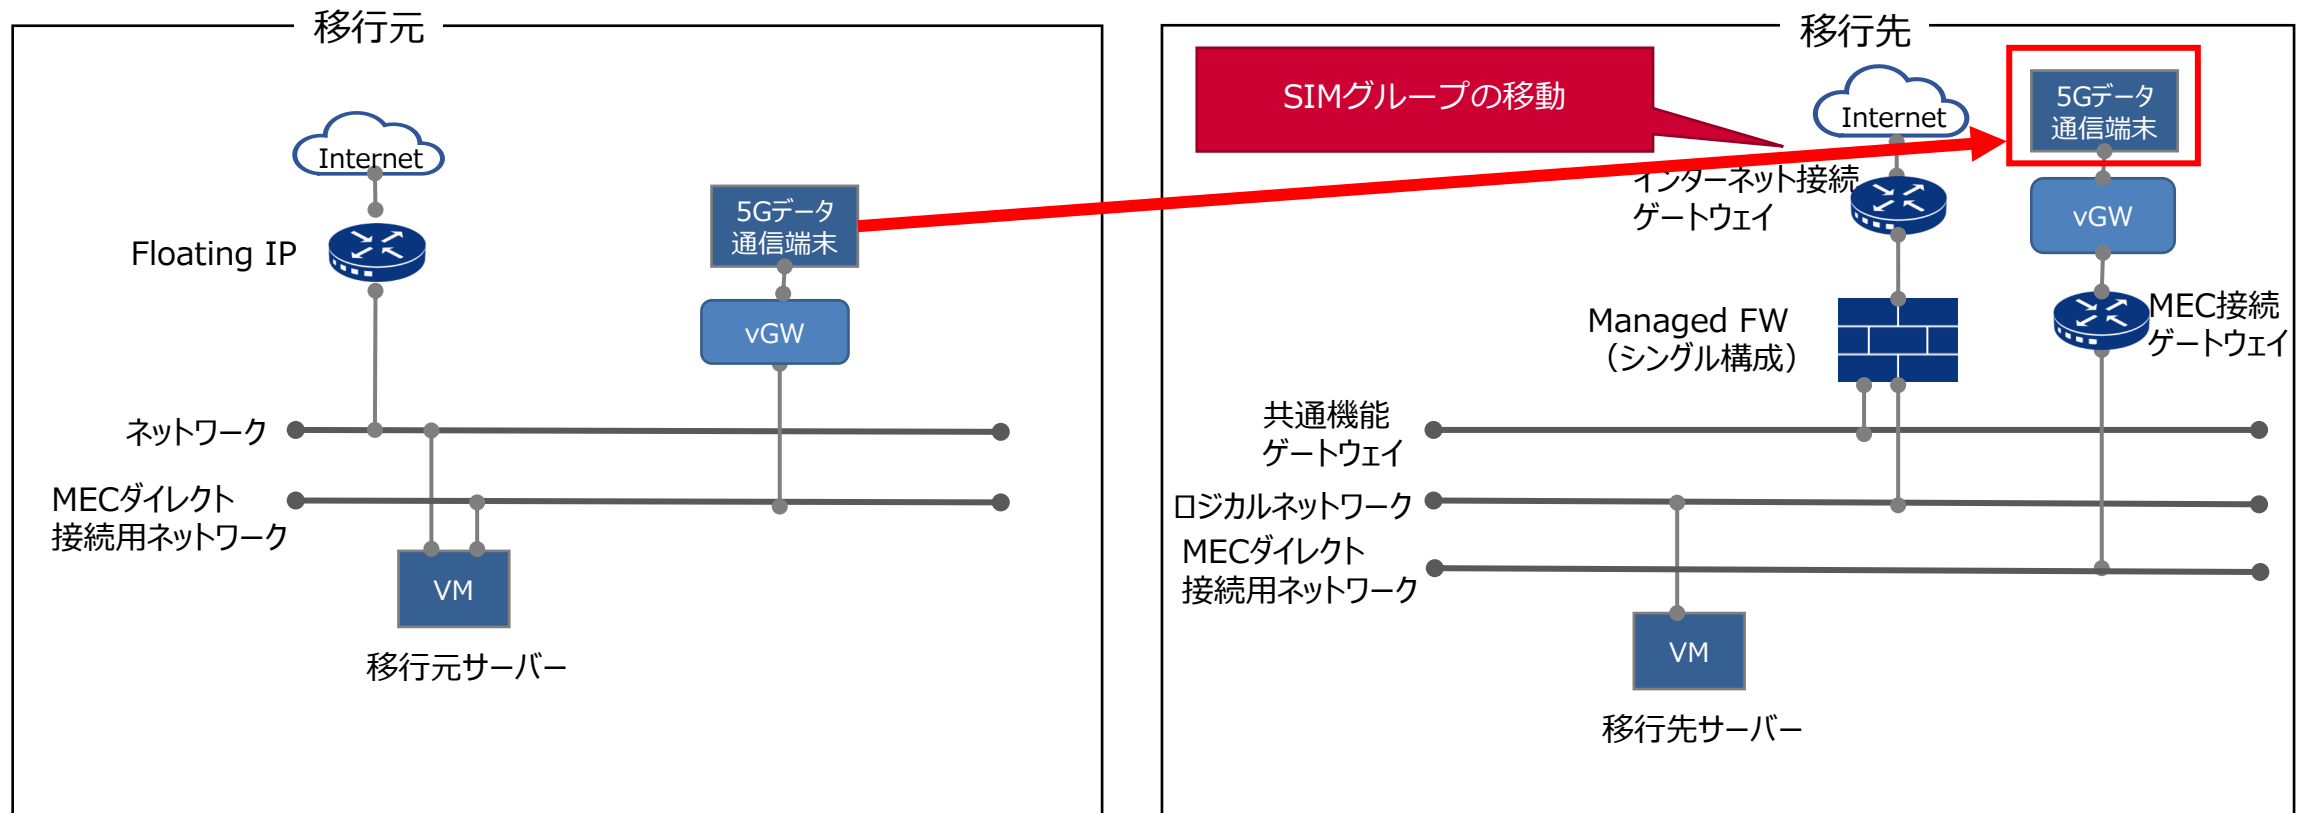 移行元
Internet
Floating IP
5Gデータ
通信端末
vGW
ネットワーク
MECダイレクト
接続用ネットワーク
VM
移行元サーバー
移行先
SIMグループの移動
Internet
5Gデータ
通信端末
インターネット接続
ゲートウェイ
vGW
Managed FW
（シングル構成）
MEC接続
ゲートウェイ
共通機能
ゲートウェイ
ロジカルネットワーク
MECダイレクト
接続用ネットワーク
VM
移行先サーバー